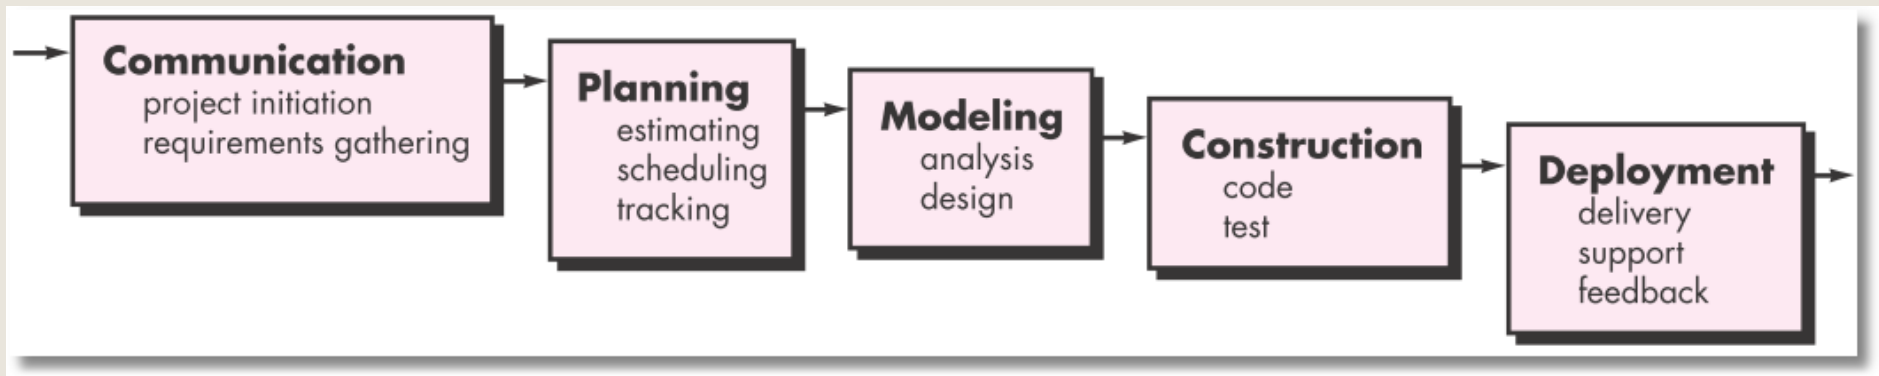 Communication
project initiation
requirements gathering
Planning
estimating
scheduling
tracking
Modeling
analysis
design
Construction
code
test
Deployment
delivery
support
feedback